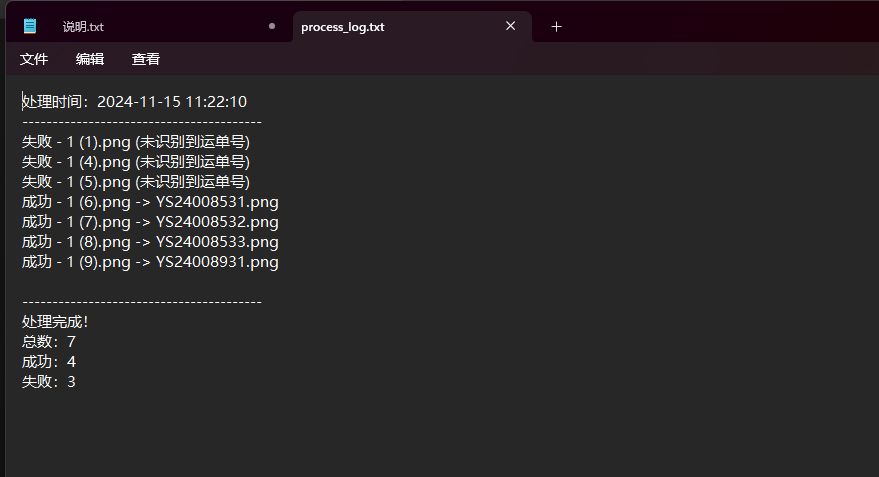 说明.txt
process_log.txt
文件 编辑 查看
处理时间：2024-11-15 11:22:10
----------------------------------------
失败 - 1 (1).png (未识别到运单号)
失败 - 1 (4).png (未识别到运单号)
失败 - 1 (5).png (未识别到运单号)
成功 - 1 (6).png -> YS24008531.png
成功 - 1 (7).png -> YS24008532.png
成功 - 1 (8).png -> YS24008533.png
成功 - 1 (9).png -> YS24008931.png
----------------------------------------
处理完成！
总数：7
成功：4
失败：3